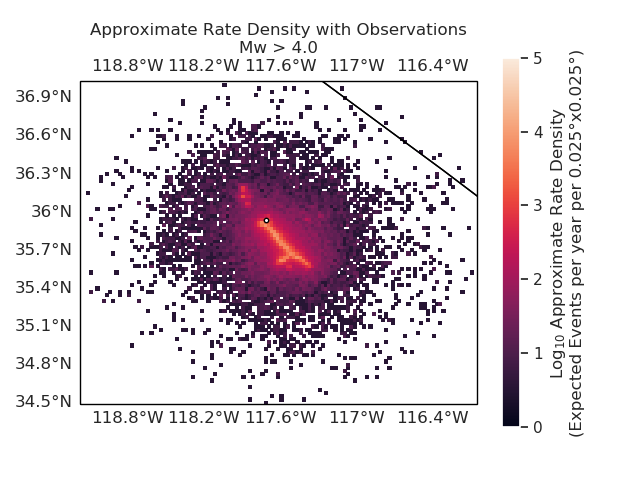 Approximate Rate Density with Observations
Mw > 4.0
118.8°W 118.2°W 117.6°W 117°W 116.4°W
36.9°N
36.6°N
36.3°N
36°N
35.7°N
35.4°N
35.1°N
34.8°N
34.5°N
118.8°W 118.2°W 117.6°W 117°W 116.4°W
5
4
3
2
1
0
Log₁₀ Approximate Rate Density
(Expected Events per year per 0.025°x0.025°)